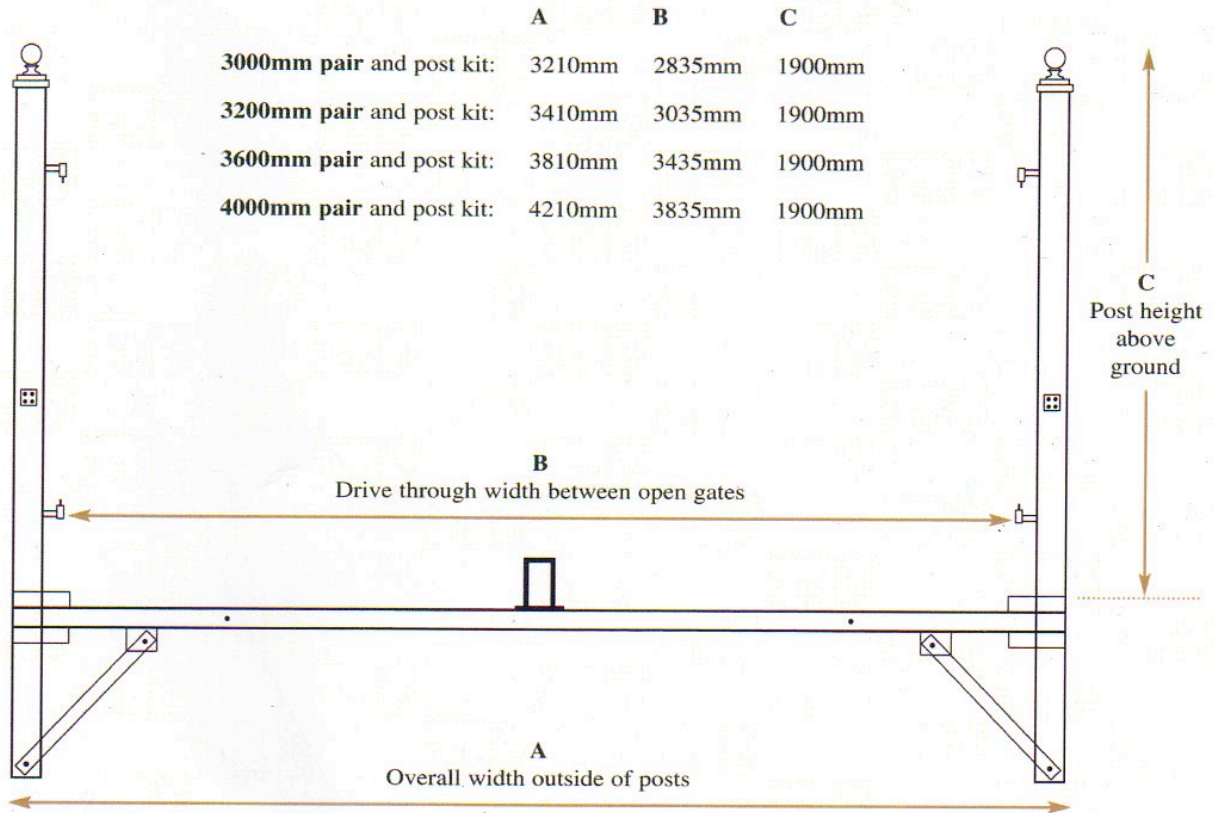 A B C
3000mm pair and post kit: 3210mm 2835mm 1900mm
3200mm pair and post kit: 3410mm 3035mm 1900mm
3600mm pair and post kit: 3810mm 3435mm 1900mm
4000mm pair and post kit: 4210mm 3835mm 1900mm
C
Post height
above
ground
B
Drive through width between open gates
A
Overall width outside of posts